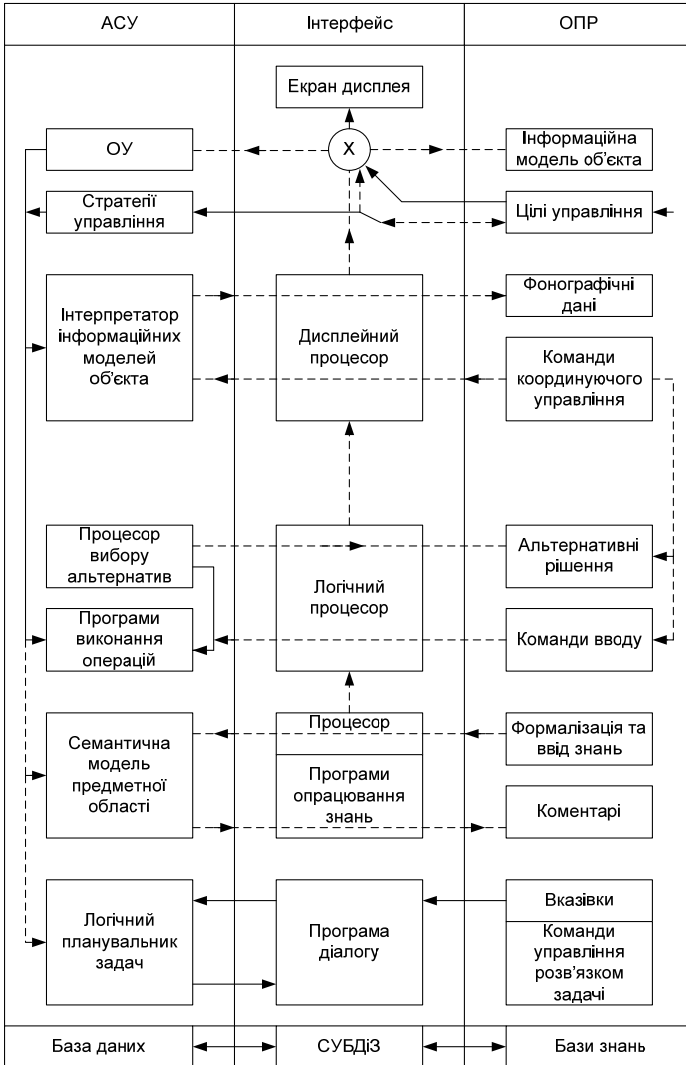 АСУ
Інтерфейс
ОПР
Екран дисплея
ОУ
X
Інформаційна
модель об'єкта
Стратегії
управління
Цілі управління
Інтерпретатор
інформаційних
моделей
об'єкта
Дисплейний
процесор
Фонографічні
дані
Команди
координуючого
управління
Процесор
вибору
альтернатив
Логічний
процесор
Альтернативні
рішення
Програми
виконання
операцій
Команди вводу
Семантична
модель
предметної
області
Процесор
Програми
опрацювання
знань
Формалізація та
ввід знань
Коментарі
Логічний
планувальник
задач
Програма
діалогу
Вказівки
Команди
управління
розв'язком
задачі
База даних
СУБДіЗ
Бази знань